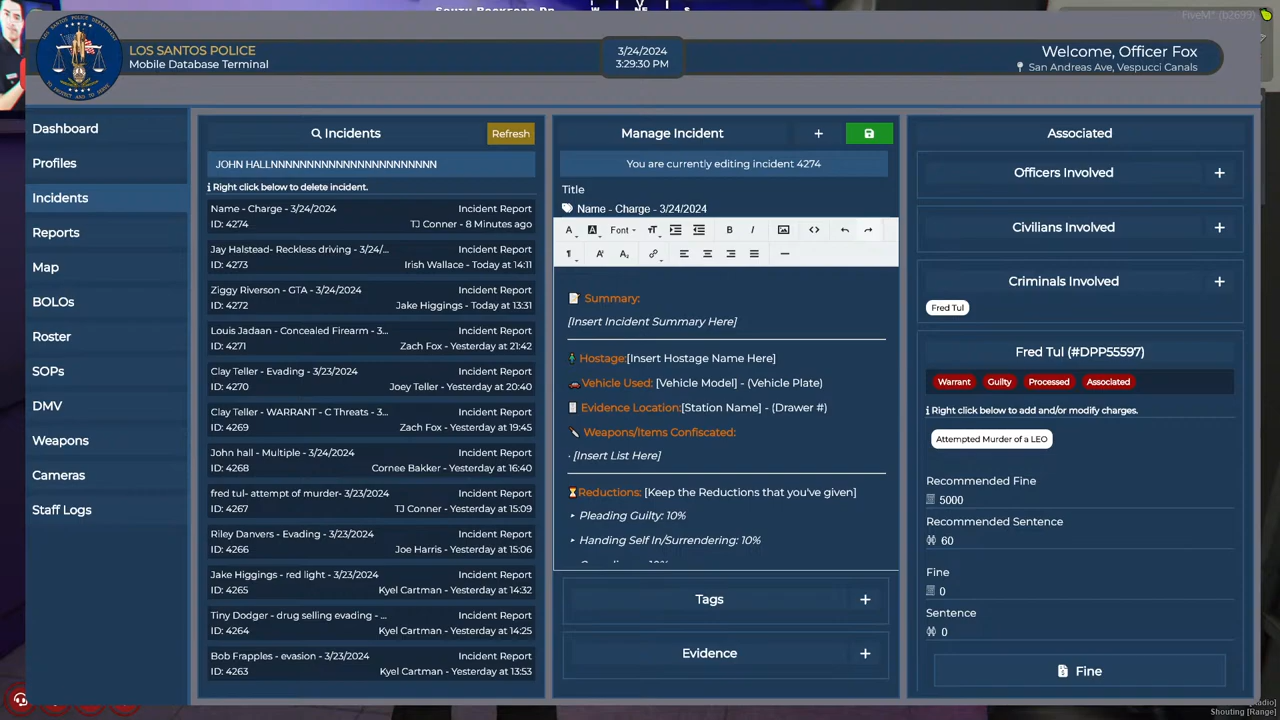 FiveM* (b2699)
LOS SANTOS POLICE
Mobile Database Terminal
3/24/2024
3:29:30 PM
Welcome, Officer Fox
San Andreas Ave, Vespucci Canals
Dashboard
Profiles
Incidents
Reports
Map
BOLOs
Roster
SOPs
DMV
Weapons
Cameras
Staff Logs
Incidents
Refresh
JOHN HALLNNNNNNNNNNNNNNNNNNNNNNN
Right click below to delete incident.
Name - Charge - 3/24/2024 Incident Report
ID: 4274 TJ Conner - 8 Minutes ago
Jay Halstead- Reckless driving - 3/24/... Incident Report
ID: 4273 Irish Wallace - Today at 14:11
Ziggy Riverson - GTA - 3/24/2024 Incident Report
ID: 4272 Jake Higgings - Today at 13:31
Louis Jadaan - Concealed Firearm - 3... Incident Report
ID: 4271 Zach Fox - Yesterday at 21:42
Clay Teller - Evading - 3/23/2024 Incident Report
ID: 4270 Joey Teller - Yesterday at 20:40
Clay Teller - WARRANT - C Threats - 3... Incident Report
ID: 4269 Zach Fox - Yesterday at 19:45
John hall - Multiple - 3/24/2024 Incident Report
ID: 4268 Cornee Bakker - Yesterday at 16:40
fred tul- attempt of murder- 3/23/2024 Incident Report
ID: 4267 TJ Conner - Yesterday at 15:09
Riley Danvers - Evading - 3/23/2024 Incident Report
ID: 4266 Joe Harris - Yesterday at 15:06
Jake Higgings - red light - 3/23/2024 Incident Report
ID: 4265 Kyel Cartman - Yesterday at 14:32
Tiny Dodger - drug selling evading - ... Incident Report
ID: 4264 Kyel Cartman - Yesterday at 14:25
Bob Frapples - evasion - 3/23/2024 Incident Report
ID: 4263 Kyel Cartman - Yesterday at 13:53
Manage Incident
You are currently editing incident 4274
Title
Name - Charge - 3/24/2024
Font
Summary:
[Insert Incident Summary Here]
Hostage:[Insert Hostage Name Here]
Vehicle Used: [Vehicle Model] - (Vehicle Plate)
Evidence Location:[Station Name] - (Drawer #)
Weapons/Items Confiscated:
· [Insert List Here]
Reductions: [Keep the Reductions that you've given]
‣ Pleading Guilty: 10%
‣ Handing Self In/Surrendering: 10%
Tags
Evidence
Associated
Officers Involved
Civilians Involved
Criminals Involved
Fred Tul
Fred Tul (#DPP55597)
Warrant Guilty Processed Associated
Right click below to add and/or modify charges.
Attempted Murder of a LEO
Recommended Fine
5000
Recommended Sentence
60
Fine
0
Sentence
0
Fine
Shouting [Range]